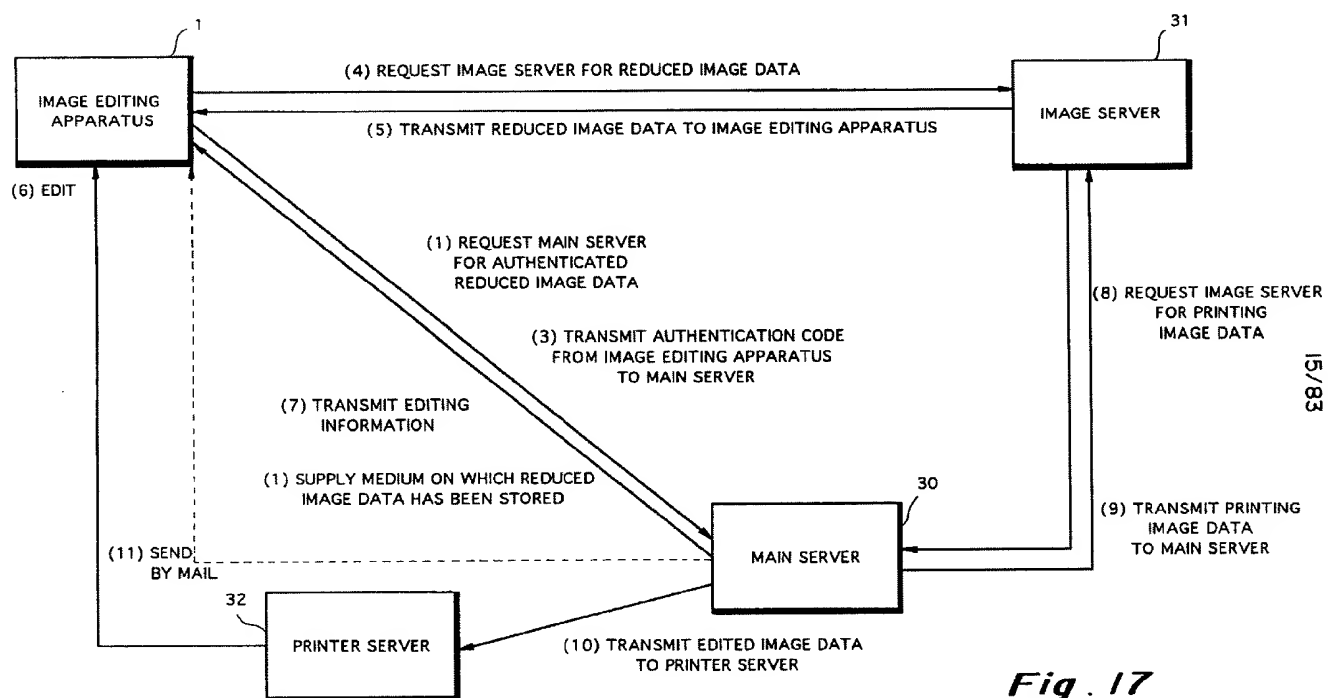 1
31
IMAGE EDITING
APPARATUS
(4) REQUEST IMAGE SERVER FOR REDUCED IMAGE DATA
(5) TRANSMIT REDUCED IMAGE DATA TO IMAGE EDITING APPARATUS
IMAGE SERVER
(6) EDIT
(1) REQUEST MAIN SERVER
FOR AUTHENTICATED
REDUCED IMAGE DATA
(3) TRANSMIT AUTHENTICATION CODE
FROM IMAGE EDITING APPARATUS
TO MAIN SERVER
(7) TRANSMIT EDITING
INFORMATION
(1) SUPPLY MEDIUM ON WHICH REDUCED
IMAGE DATA HAS BEEN STORED
(8) REQUEST IMAGE SERVER
FOR PRINTING
IMAGE DATA
15/83
30
MAIN SERVER
(9) TRANSMIT PRINTING
IMAGE DATA
TO MAIN SERVER
(11) SEND
BY MAIL
32
PRINTER SERVER
(10) TRANSMIT EDITED IMAGE DATA
TO PRINTER SERVER
Fig. 17